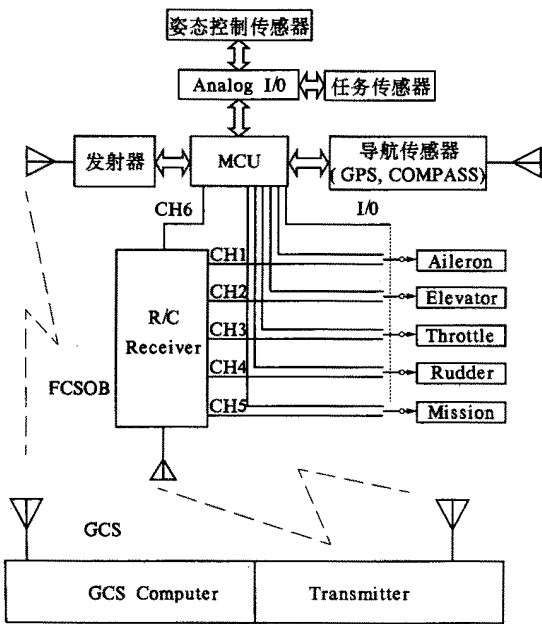 姿态控制传感器
Analog I/0
任务传感器
发射器
MCU
导航传感器
( GPS, COMPASS)
CH6
I/0
CH1
Aileron
CH2
Elevator
R/C
Receiver
CH3
Throttle
CH4
Rudder
FCSOB
CH5
Mission
GCS
GCS Computer
Transmitter